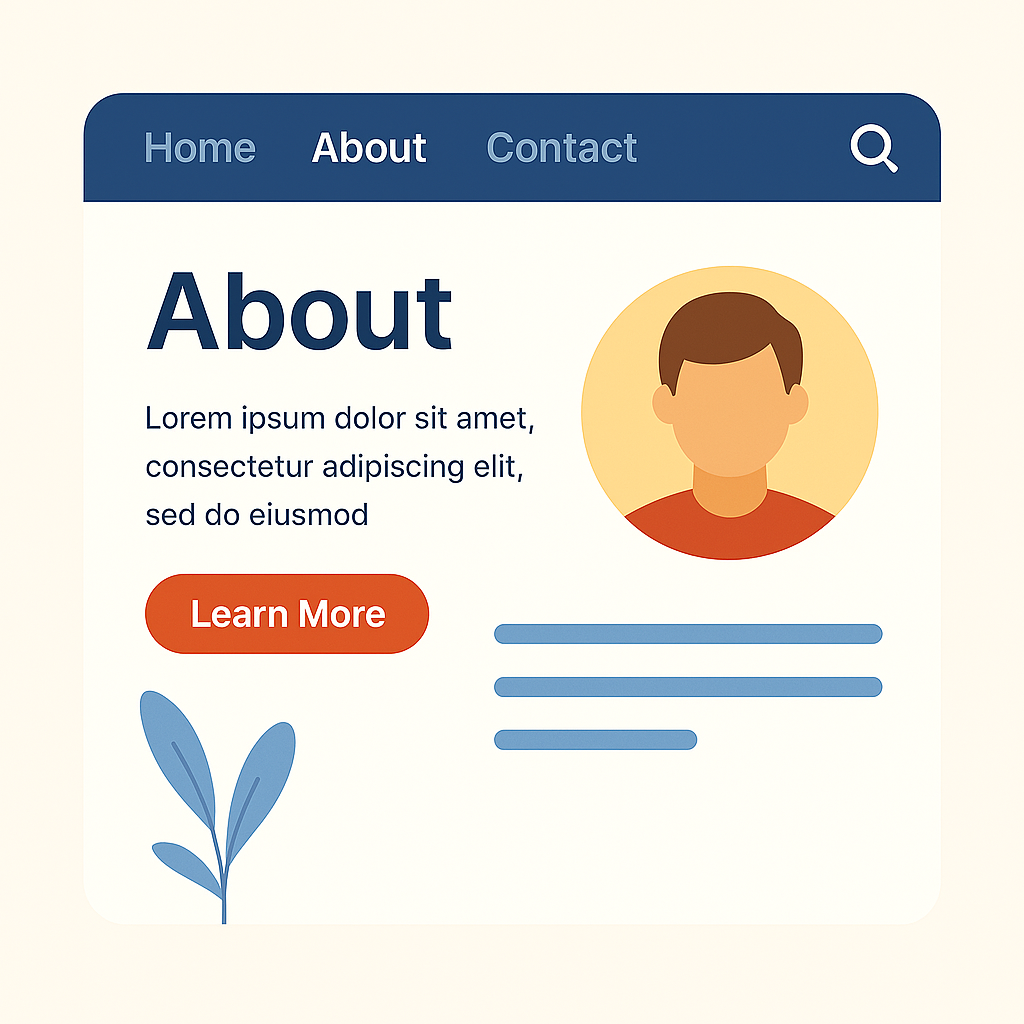 Home About Contact
About
Lorem ipsum dolor sit amet,
consectetur adipiscing elit,
sed do eiusmod
Learn More